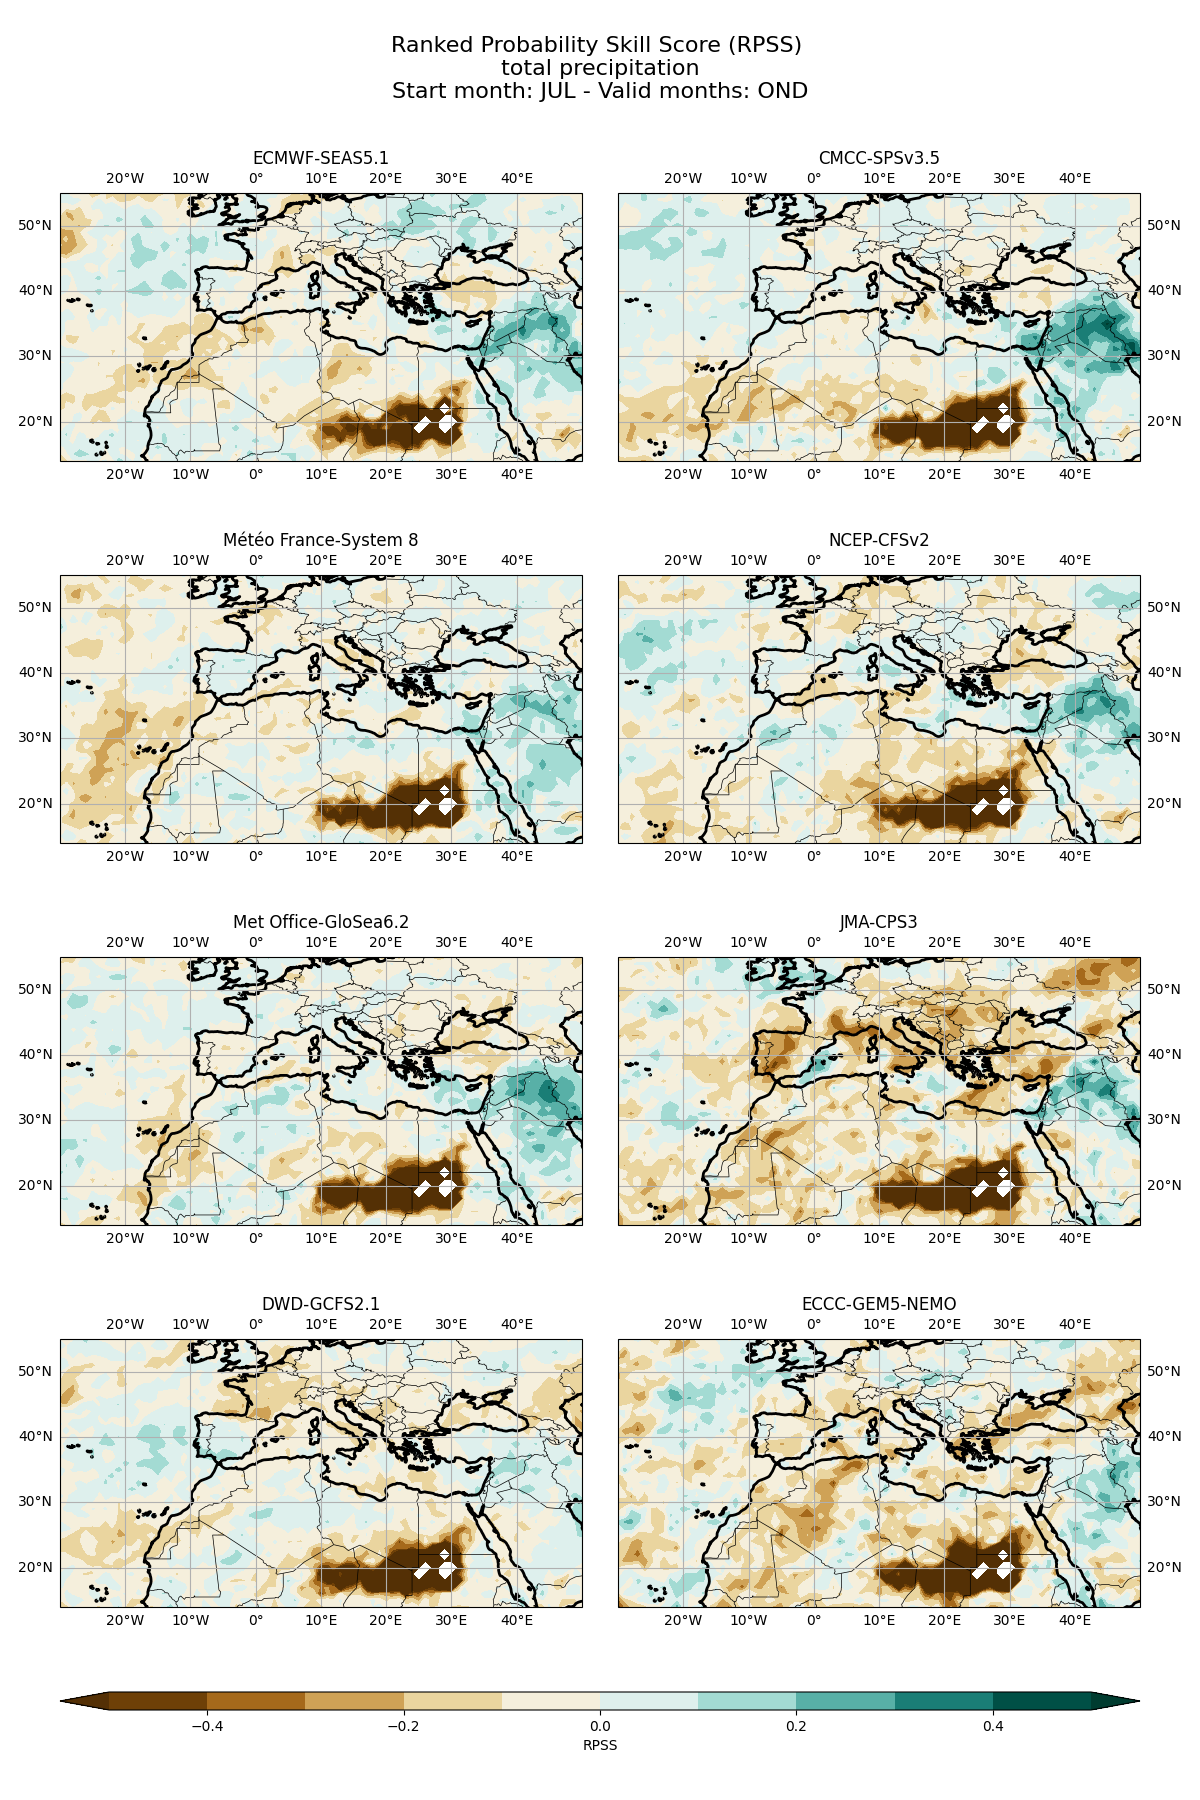 Ranked Probability Skill Score (RPSS)
total precipitation
Start month: JUL - Valid months: OND
ECMWF-SEAS5.1
20°W 10°W 0° 10°E 20°E 30°E 40°E
50°N
40°N
30°N
20°N
20°W 10°W 0° 10°E 20°E 30°E 40°E
CMCC-SPSv3.5
20°W 10°W 0° 10°E 20°E 30°E 40°E
50°N
40°N
30°N
20°N
20°W 10°W 0° 10°E 20°E 30°E 40°E
Météo France-System 8
20°W 10°W 0° 10°E 20°E 30°E 40°E
50°N
40°N
30°N
20°N
20°W 10°W 0° 10°E 20°E 30°E 40°E
NCEP-CFSv2
20°W 10°W 0° 10°E 20°E 30°E 40°E
50°N
40°N
30°N
20°N
20°W 10°W 0° 10°E 20°E 30°E 40°E
Met Office-GloSea6.2
20°W 10°W 0° 10°E 20°E 30°E 40°E
50°N
40°N
30°N
20°N
20°W 10°W 0° 10°E 20°E 30°E 40°E
JMA-CPS3
20°W 10°W 0° 10°E 20°E 30°E 40°E
50°N
40°N
30°N
20°N
20°W 10°W 0° 10°E 20°E 30°E 40°E
DWD-GCFS2.1
20°W 10°W 0° 10°E 20°E 30°E 40°E
50°N
40°N
30°N
20°N
20°W 10°W 0° 10°E 20°E 30°E 40°E
ECCC-GEM5-NEMO
20°W 10°W 0° 10°E 20°E 30°E 40°E
50°N
40°N
30°N
20°N
20°W 10°W 0° 10°E 20°E 30°E 40°E
−0.4 −0.2 0.0 0.2 0.4
RPSS